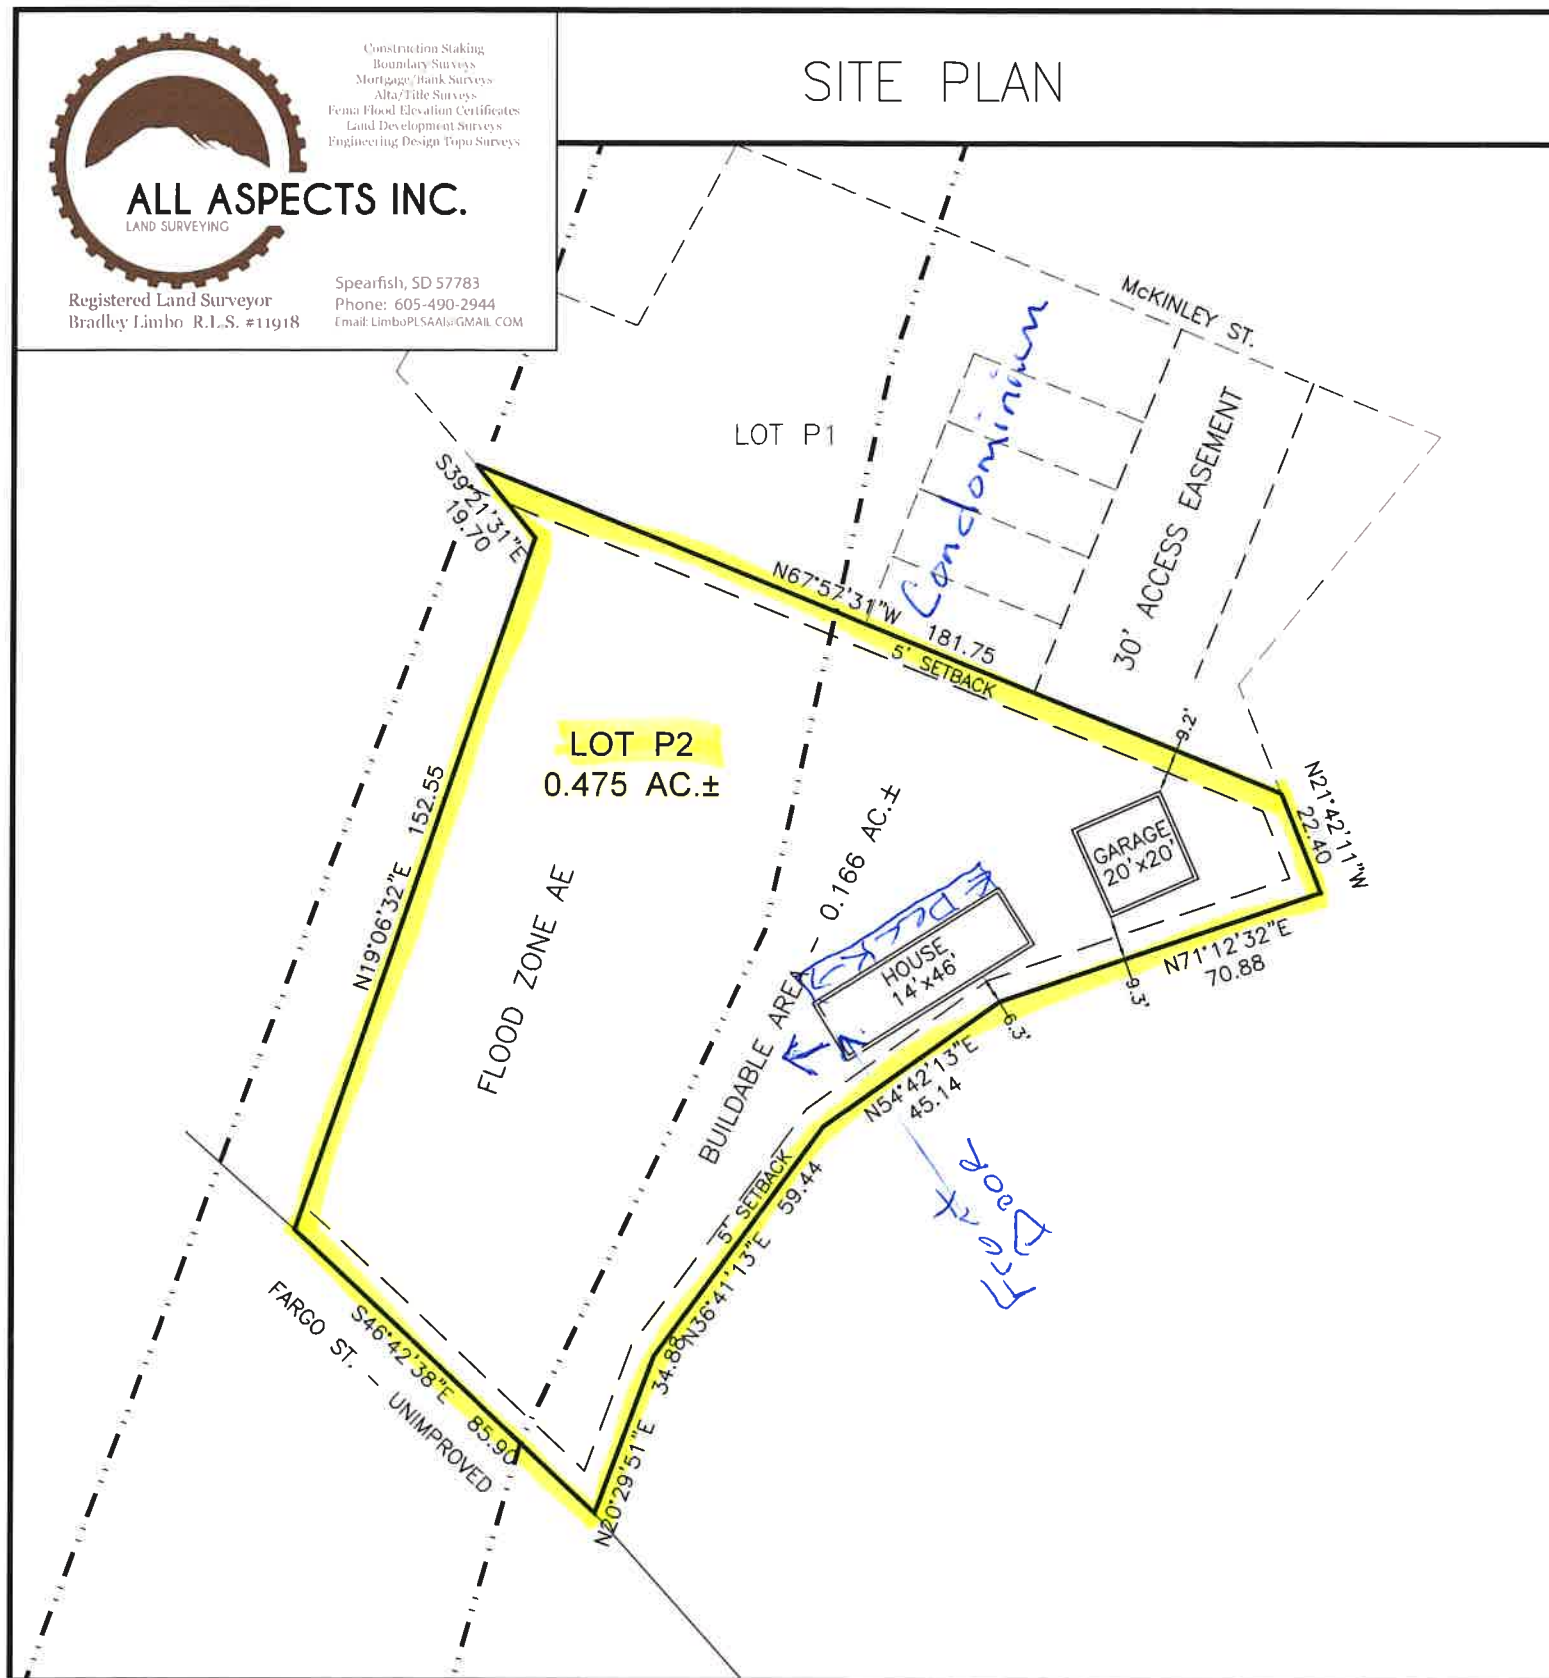 Construction Staking
Boundary Surveys
Mortgage/Bank Surveys
Alta/Title Surveys
Fema Flood Elevation Certificates
Land Development Surveys
Engineering Design Topo Surveys
ALL ASPECTS INC.
LAND SURVEYING
Registered Land Surveyor
Bradley Limbo R.L.S. #11918
Spearfish, SD 57783
Phone: 605-490-2944
Email: LimboPLSAAI@GMAIL.COM
SITE PLAN
McKINLEY ST.
LOT P1
Condominium
30' ACCESS EASEMENT
S39°21'31"E
19.70
N67°57'31"W
181.75
5' SETBACK
9.2'
LOT P2
0.475 AC.±
N21°42'11"W
22.40
152.55
N19°06'32"E
FLOOD ZONE AE
BUILDABLE AREA - 0.166 AC.±
GARAGE
20'x20'
DECK
HOUSE
14'x46'
N71°12'32"E
70.88
9.3'
6.3'
N54°42'13"E
45.14
5' SETBACK
59.44
N36°41'13"E
DOOR
34.88
N20°29'51"E
S46°42'38"E
85.90
FARGO ST. - UNIMPROVED